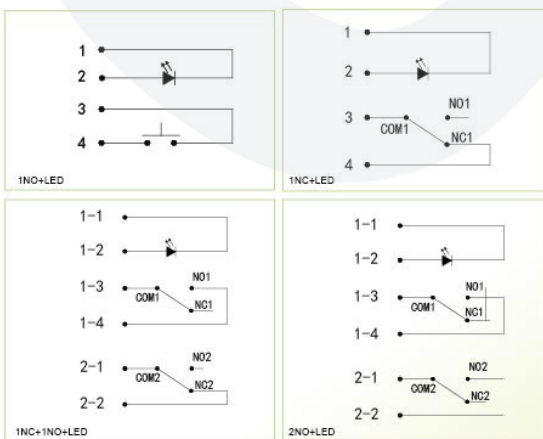 1
2
3
4
1NO+LED
1
2
3
NO1
COM1
NC1
4
1NC+LED
1-1
1-2
1-3
NO1
COM1
NC1
1-4
2-1
NO2
COM2
NC2
2-2
1NC+1NO+LED
1-1
1-2
1-3
NO1
COM1
NC1
1-4
2-1
NO2
COM2
NC2
2-2
2NO+LED